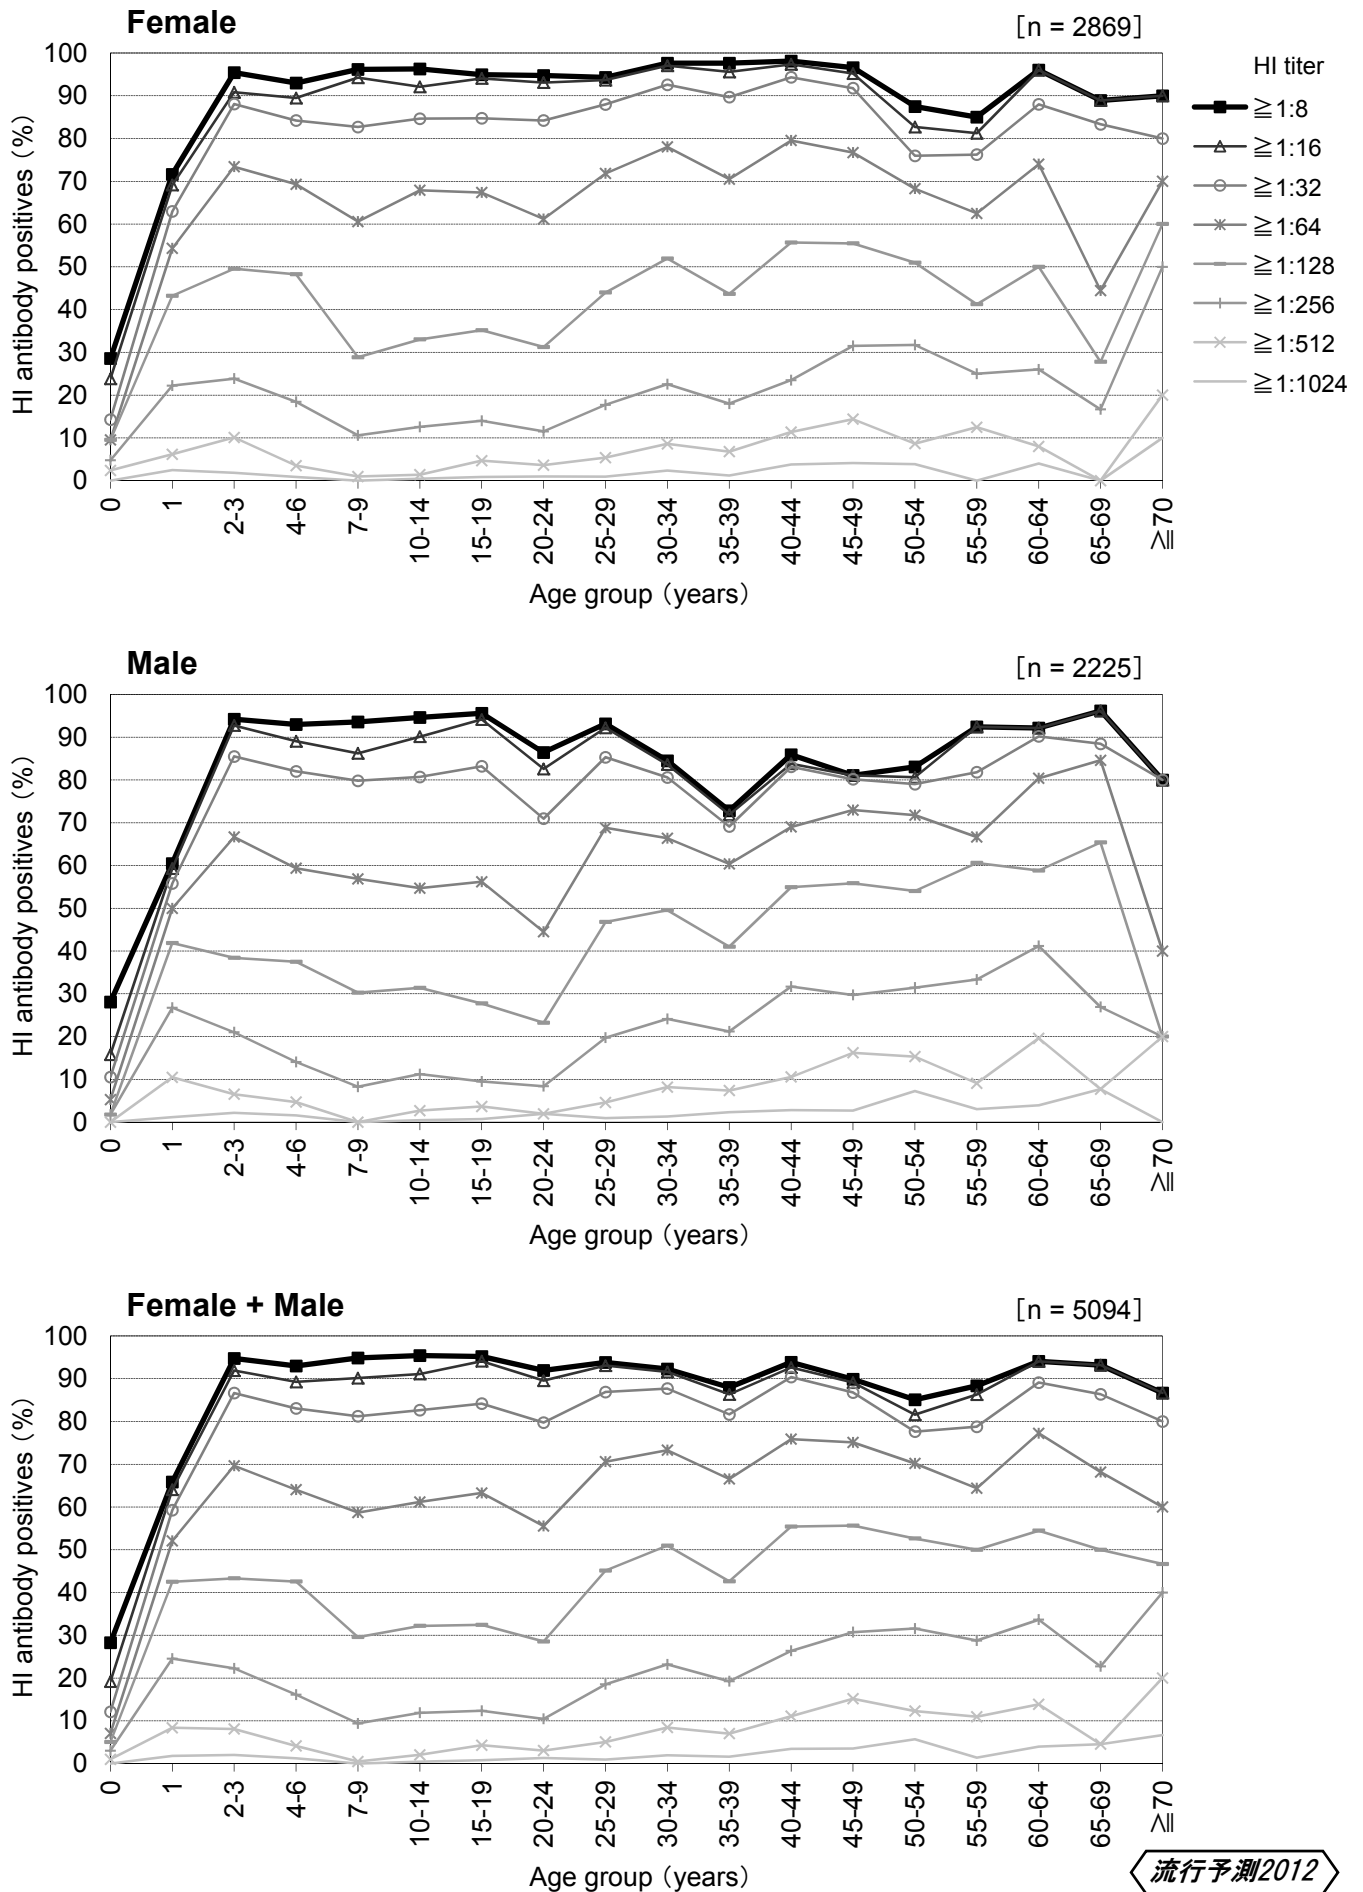 Female
[n = 2869]
HI titer
≧1:8
≧1:16
≧1:32
≧1:64
≧1:128
≧1:256
≧1:512
≧1:1024
HI antibody positives (%)
100
90
80
70
60
50
40
30
20
10
0
0 1 2-3 4-6 7-9 10-14 15-19 20-24 25-29 30-34 35-39 40-44 45-49 50-54 55-59 60-64 65-69 ≧70
Age group (years)
Male
[n = 2225]
HI antibody positives (%)
100
90
80
70
60
50
40
30
20
10
0
0 1 2-3 4-6 7-9 10-14 15-19 20-24 25-29 30-34 35-39 40-44 45-49 50-54 55-59 60-64 65-69 ≧70
Age group (years)
Female + Male
[n = 5094]
HI antibody positives (%)
100
90
80
70
60
50
40
30
20
10
0
0 1 2-3 4-6 7-9 10-14 15-19 20-24 25-29 30-34 35-39 40-44 45-49 50-54 55-59 60-64 65-69 ≧70
Age group (years)
流行予測2012